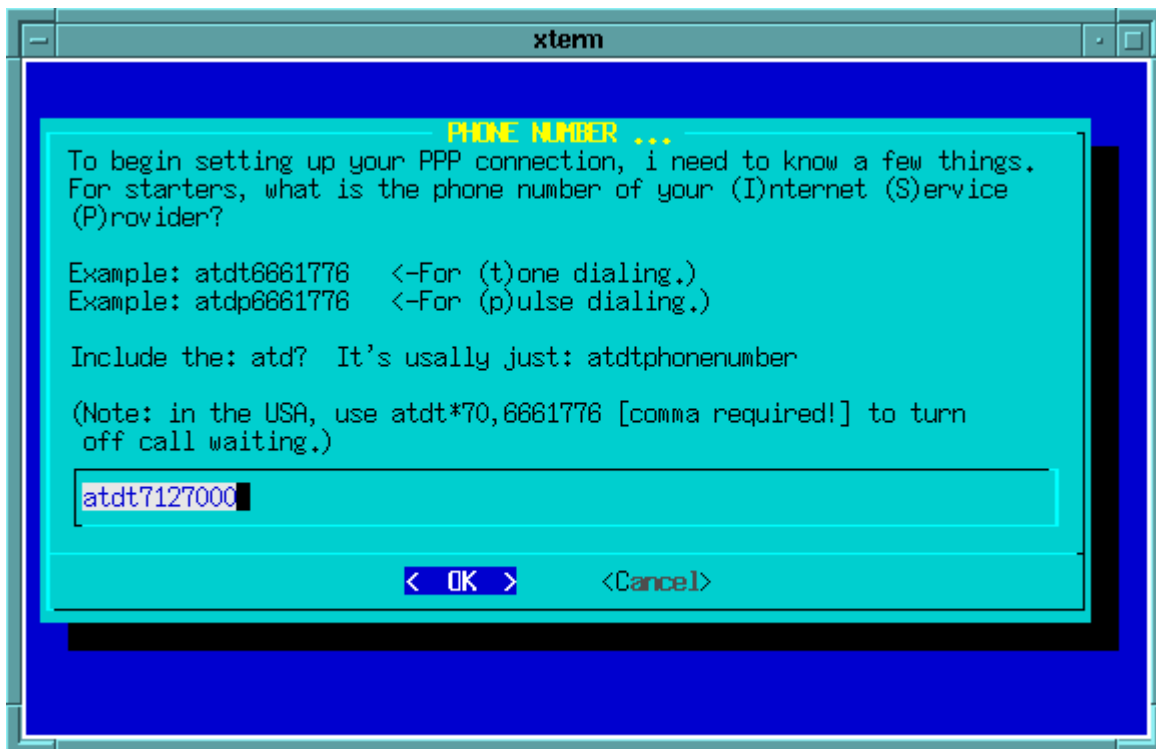 xterm
PHONE NUMBER ...
To begin setting up your PPP connection, i need to know a few things.
For starters, what is the phone number of your (I)nternet (S)ervice
(P)rovider?
Example: atdt6661776   <-For (t)one dialing.)
Example: atdp6661776   <-For (p)ulse dialing.)
Include the: atd?  It's usally just: atdtphonenumber
(Note: in the USA, use atdt*70,6661776 [comma required!] to turn
off call waiting.)
atdt7127000
<  OK  >      <Cancel>